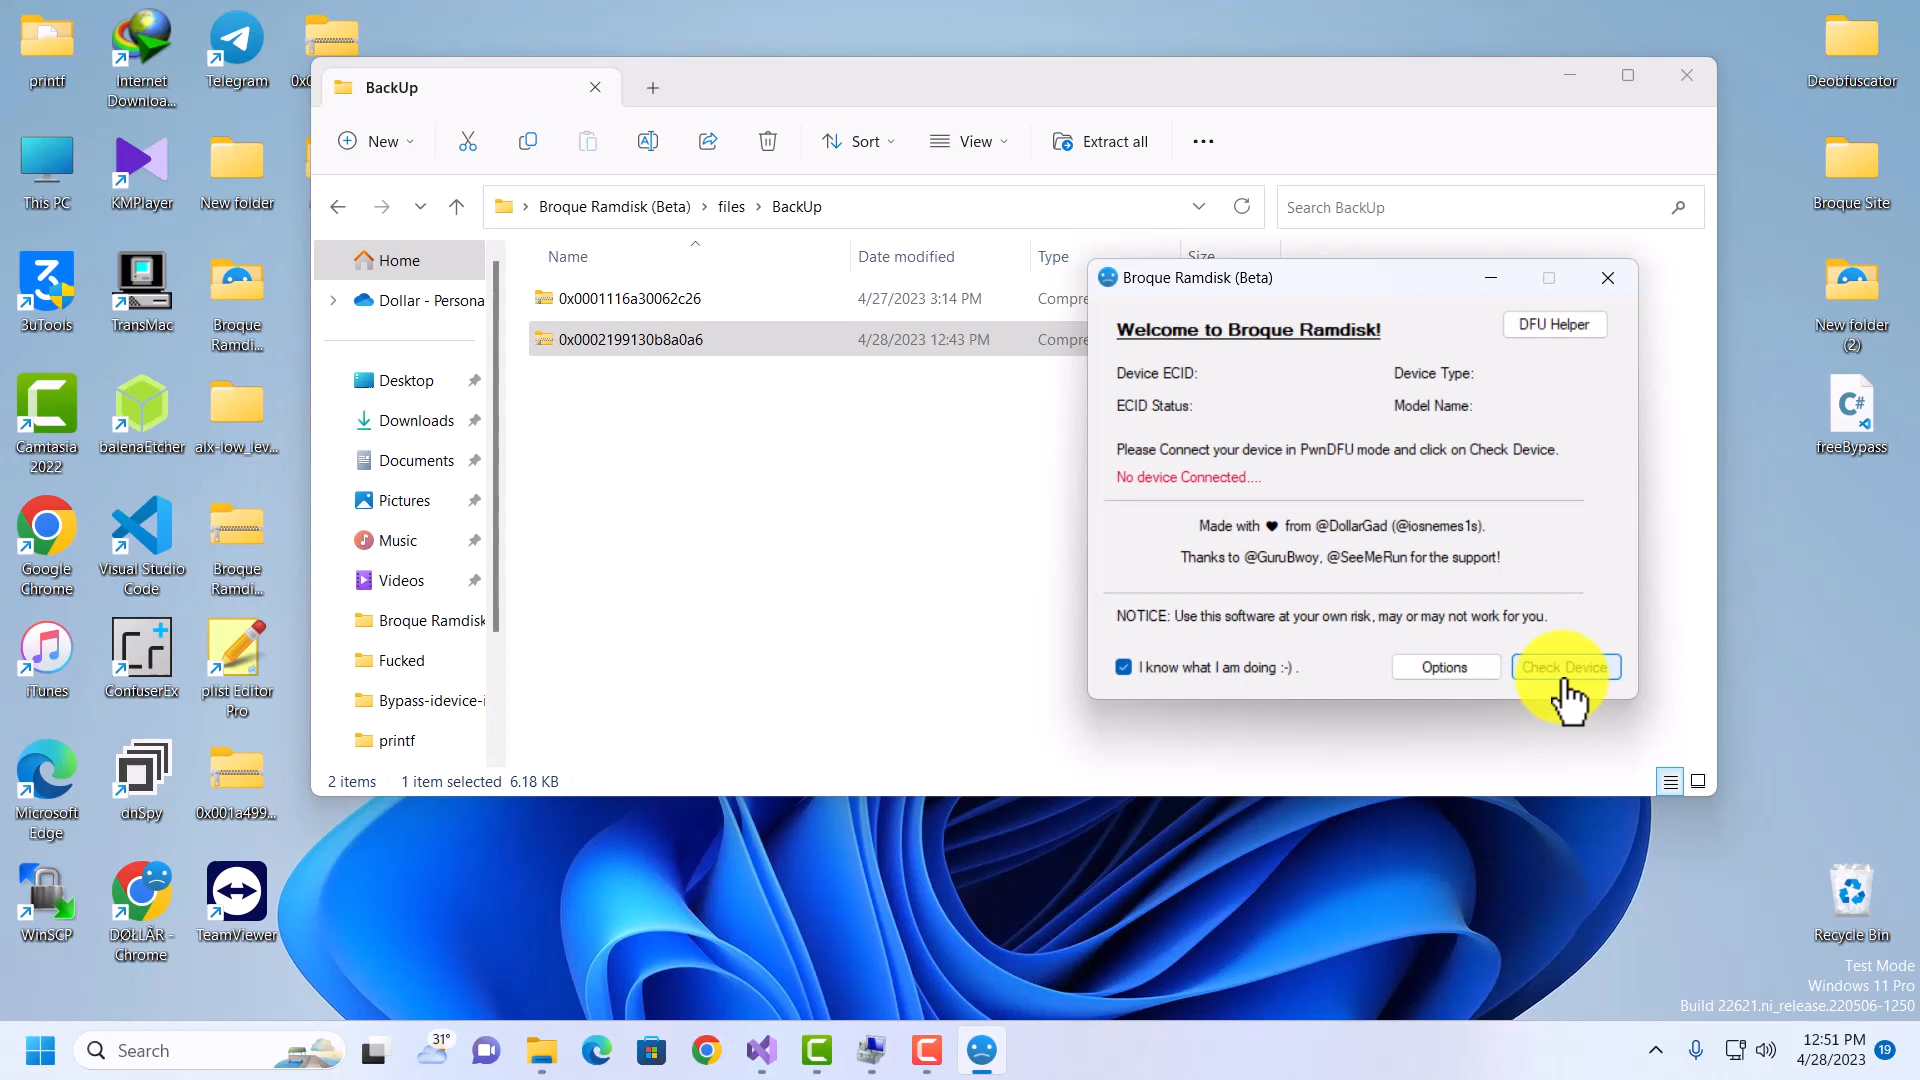 printf
Internet
Downloa...
Telegram
Deobfuscator
This PC
KMPlayer
New folder
Broque Site
3uTools
TransMac
Broque
Ramdi...
New folder
(2)
Camtasia
2022
balenaEtcher
alx-low_lev...
freeBypass
Google
Chrome
Visual Studio
Code
Broque
Ramdi...
iTunes
ConfuserEx
plist Editor
Pro
Microsoft
Edge
dnSpy
0x001a499...
WinSCP
DØŁŁÄR -
Chrome
TeamViewer
Recycle Bin
BackUp
New
Sort
View
Extract all
Broque Ramdisk (Beta) > files > BackUp
Search BackUp
Name
Date modified
Type
Size
Home
Dollar - Persona
Desktop
Downloads
Documents
Pictures
Music
Videos
Broque Ramdisk
Fucked
Bypass-idevice-i
printf
0x0001116a30062c26
4/27/2023 3:14 PM
Compre
0x0002199130b8a0a6
4/28/2023 12:43 PM
Compre
2 items
1 item selected 6.18 KB
Broque Ramdisk (Beta)
Welcome to Broque Ramdisk!
DFU Helper
Device ECID:
Device Type:
ECID Status:
Model Name:
Please Connect your device in PwnDFU mode and click on Check Device.
No device Connected....
Made with ♥ from @DollarGad (@iosnemes1s).
Thanks to @GuruBwoy, @SeeMeRun for the support!
NOTICE: Use this software at your own risk, may or may not work for you.
I know what I am doing :-) .
Options
Check Device
Test Mode
Windows 11 Pro
Build 22621.ni_release.220506-1250
Search
31°
12:51 PM
4/28/2023
19